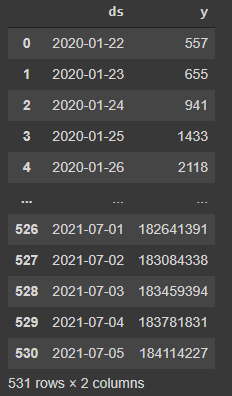 ds y
0 2020-01-22 557
1 2020-01-23 655
2 2020-01-24 941
3 2020-01-25 1433
4 2020-01-26 2118
... ... ...
526 2021-07-01 182641391
527 2021-07-02 183084338
528 2021-07-03 183459394
529 2021-07-04 183781831
530 2021-07-05 184114227
531 rows × 2 columns